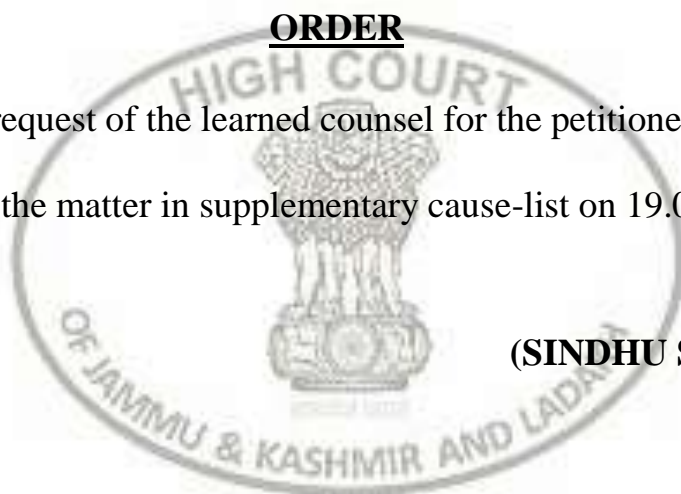 ORDER
HIGH COURT
request of the learned counsel for the petitione
the matter in supplementary cause-list on 19.0
(SINDHU S
OF JAMMU & KASHMIR AND LADAKH